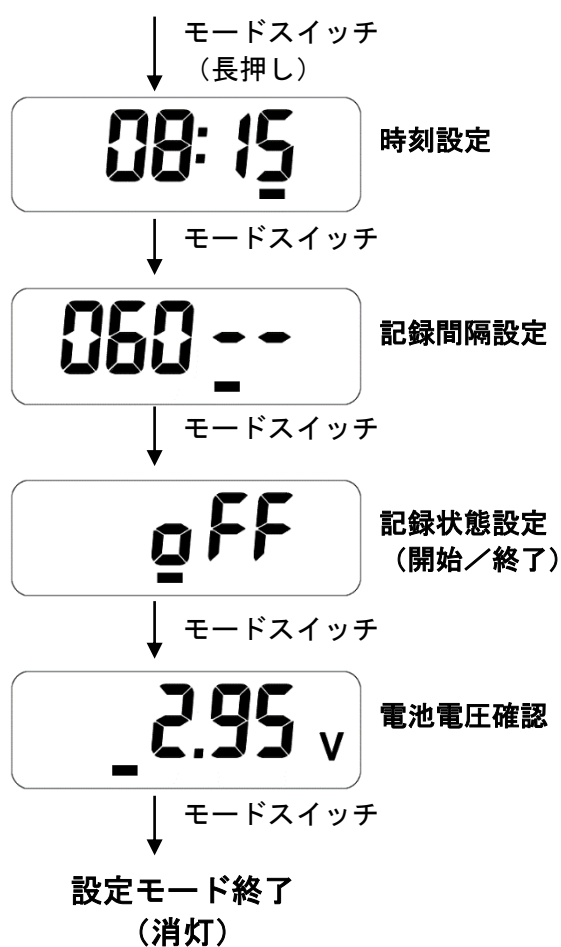 モードスイッチ
（長押し）
08:15
時刻設定
モードスイッチ
060--
記録間隔設定
モードスイッチ
oFF
記録状態設定
（開始／終了）
モードスイッチ
2.95 V
電池電圧確認
モードスイッチ
設定モード終了
（消灯）